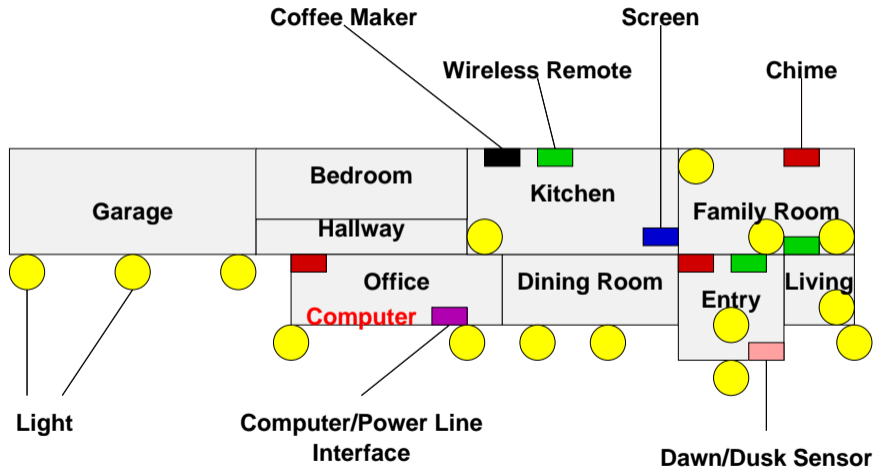 Coffee Maker
Screen
Wireless Remote
Chime
Bedroom
Kitchen
Garage
Family Room
Hallway
Office
Dining Room
Living
Entry
Computer
Light
Computer/Power Line
Interface
Dawn/Dusk Sensor